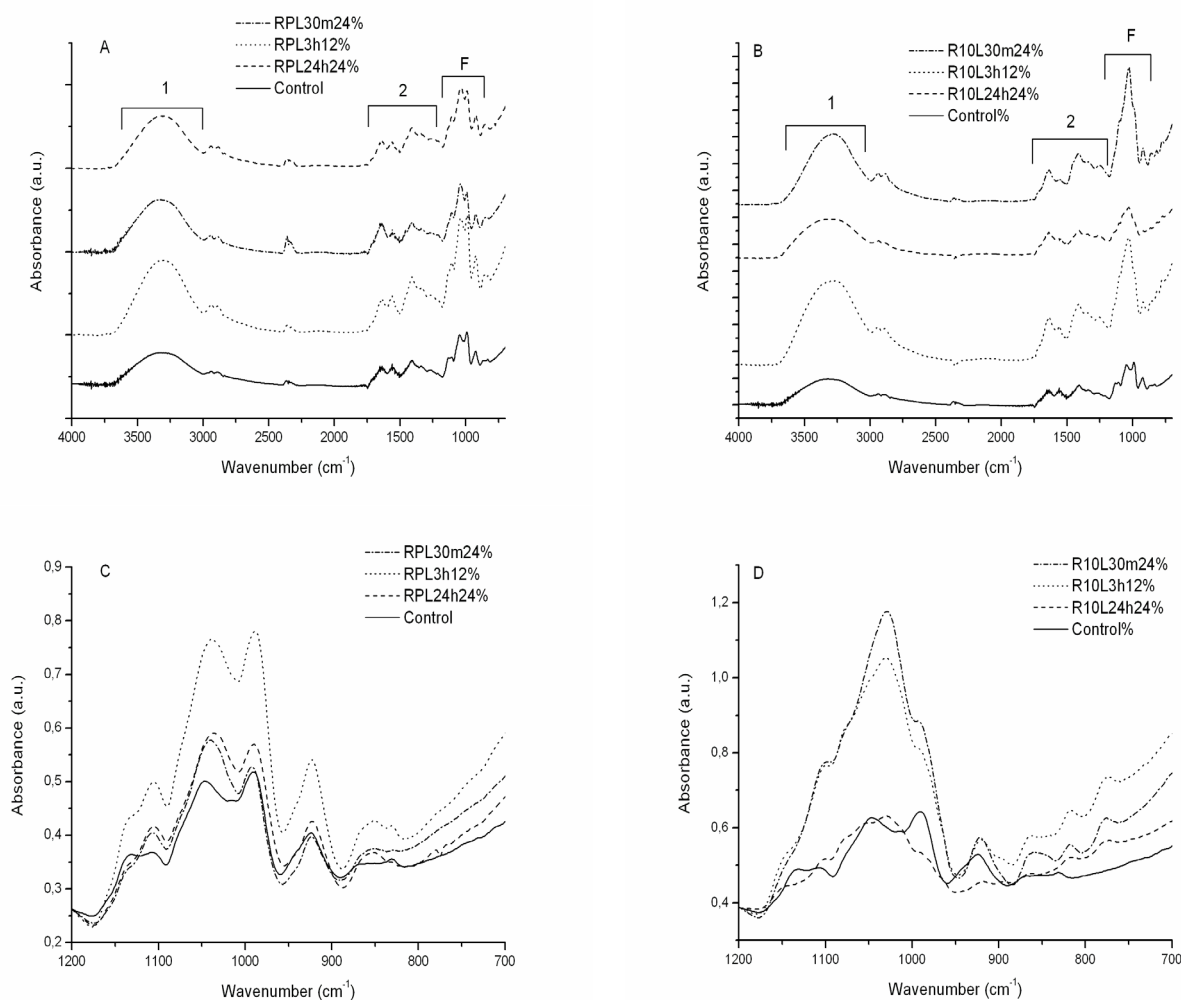 A
RPL30m24%
RPL3h12%
RPL24h24%
Control
1
2
F
Absorbance (a.u.)
4000 3500 3000 2500 2000 1500 1000
Wavenumber (cm-1)
B
R10L30m24%
R10L3h12%
R10L24h24%
Control%
1
2
F
Absorbance (a.u.)
4000 3500 3000 2500 2000 1500 1000
Wavenumber (cm-1)
C
RPL30m24%
RPL3h12%
RPL24h24%
Control
Absorbance (a.u.)
0,9
0,8
0,7
0,6
0,5
0,4
0,3
0,2
1200 1100 1000 900 800 700
Wavenumber (cm-1)
D
R10L30m24%
R10L3h12%
R10L24h24%
Control%
Absorbance (a.u.)
1,2
1,0
0,8
0,6
0,4
1200 1100 1000 900 800 700
Wavenumber (cm-1)